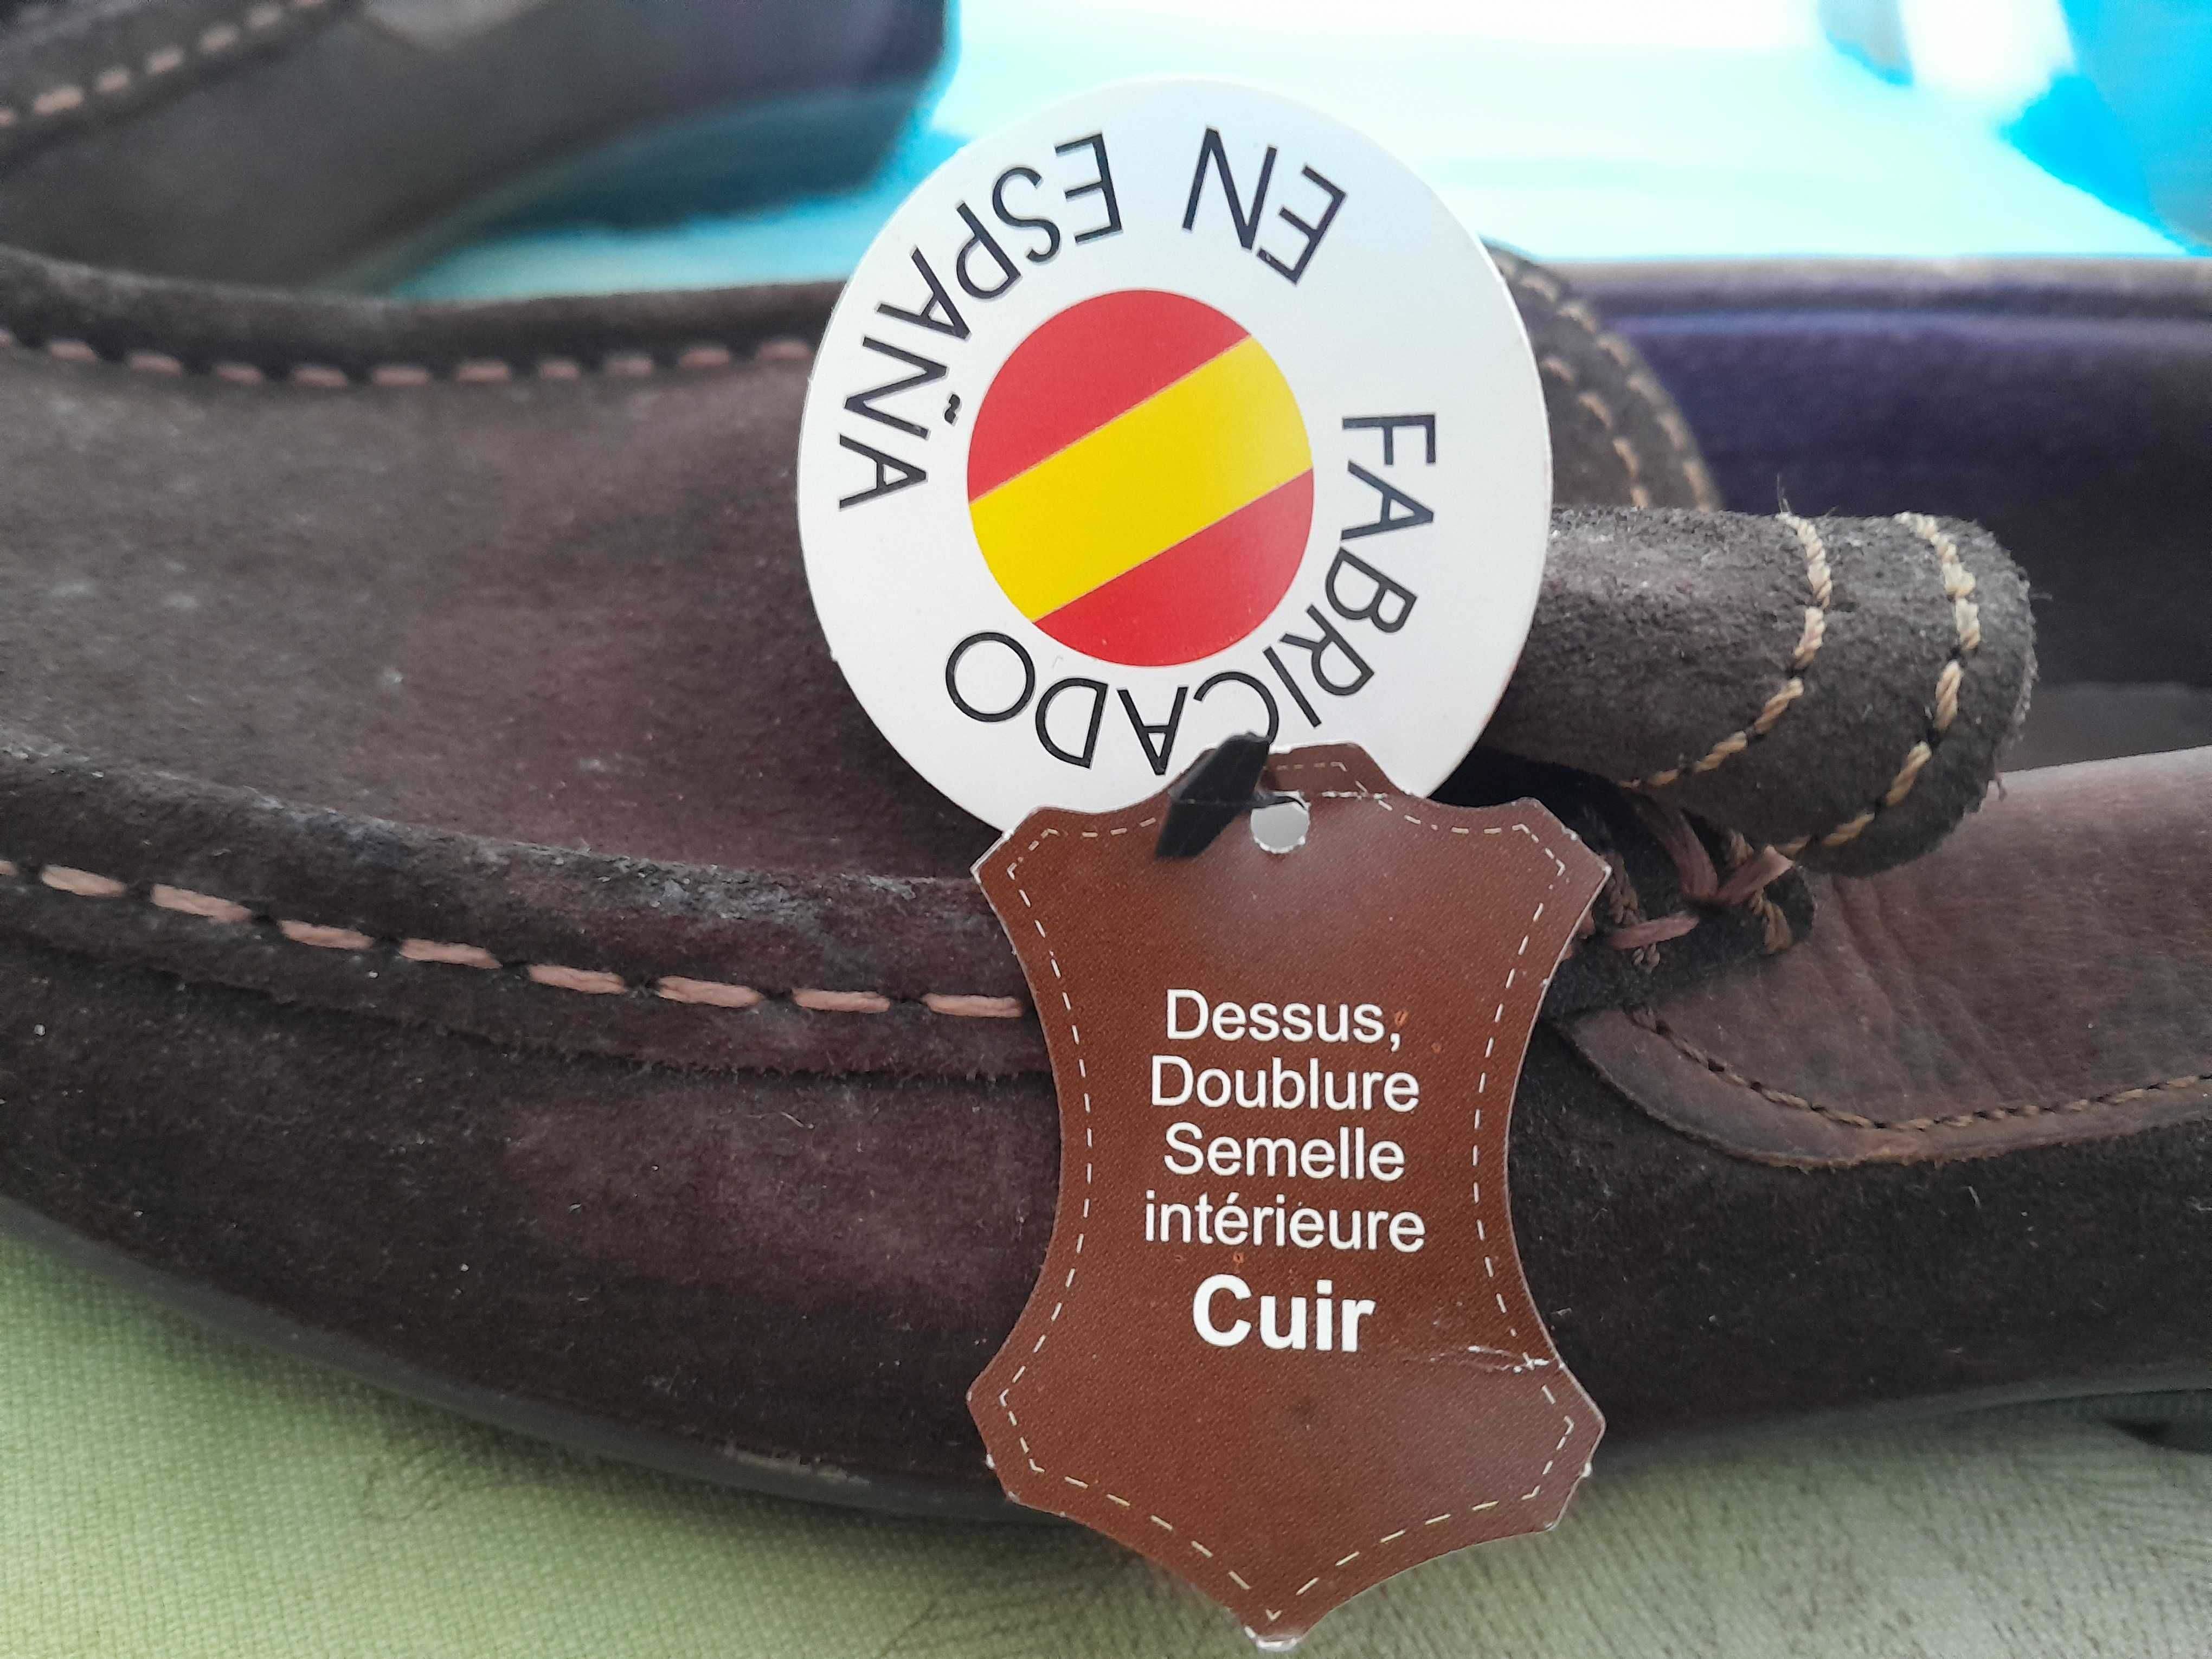 FABRICADO
EN ESPAÑA
Dessus,
Doublure
Semelle
intérieure
Cuir